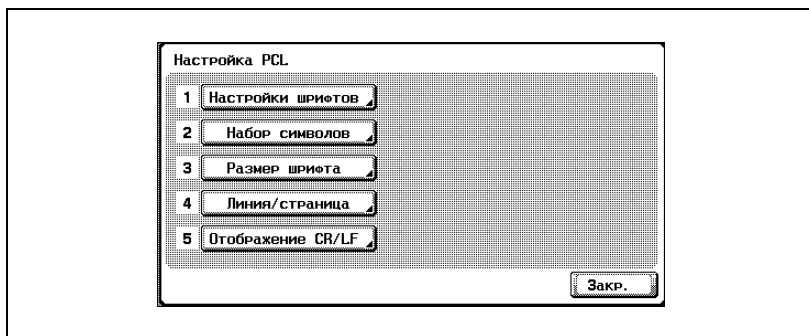 Настройка PCL
1 Настройки шрифтов
2 Набор символов
3 Размер шрифта
4 Линия/страница
5 Отображение CR/LF
Закр.